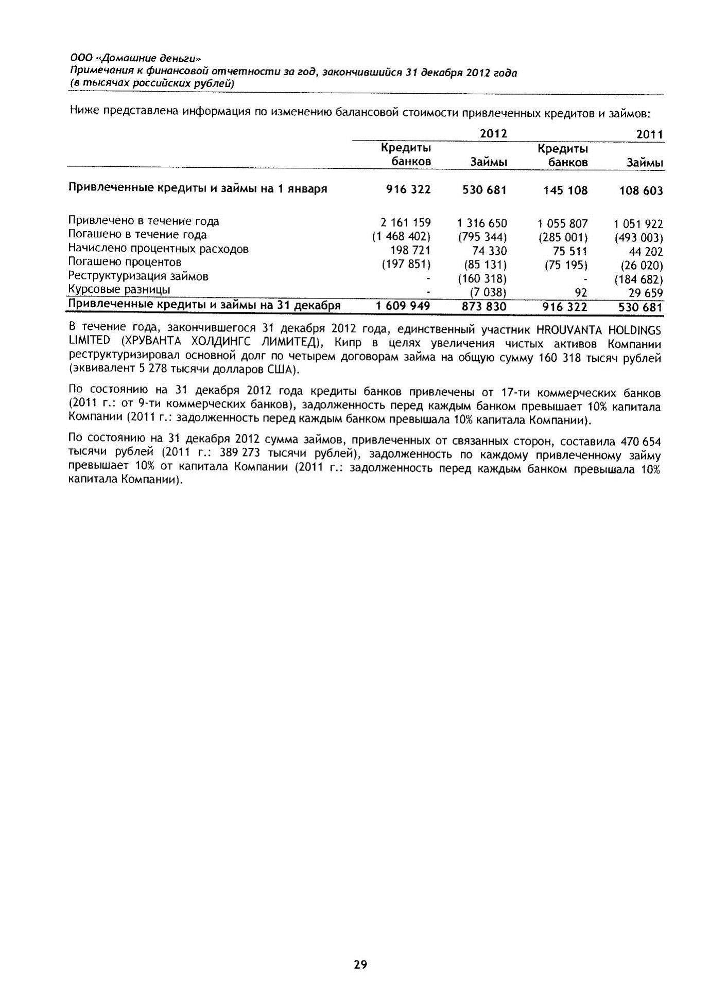 ООО «Домашние деньги»
Примечания к финансовой отчетности за год, закончившийся 31 декабря 2012 года
(в тысячах российских рублей)
Ниже представлена информация по изменению балансовой стоимости привлеченных кредитов и займов:
2012 2011
Кредиты Кредиты
банков Займы банков Займы
Привлеченные кредиты и займы на 1 января 916 322 530 681 145 108 108 603
Привлечено в течение года 2 161 159 1 316 650 1 055 807 1 051 922
Погашено в течение года (1 468 402) (795 344) (285 001) (493 003)
Начислено процентных расходов 198 721 74 330 75 511 44 202
Погашено процентов (197 851) (85 131) (75 195) (26 020)
Реструктуризация займов - (160 318) - (184 682)
Курсовые разницы - (7 038) 92 29 659
Привлеченные кредиты и займы на 31 декабря 1 609 949 873 830 916 322 530 681
В течение года, закончившегося 31 декабря 2012 года, единственный участник HROUVANTA HOLDINGS
LIMITED (ХРУВАНТА ХОЛДИНГС ЛИМИТЕД), Кипр в целях увеличения чистых активов Компании
реструктуризировал основной долг по четырем договорам займа на общую сумму 160 318 тысяч рублей
(эквивалент 5 278 тысячи долларов США).
По состоянию на 31 декабря 2012 года кредиты банков привлечены от 17-ти коммерческих банков
(2011 г.: от 9-ти коммерческих банков), задолженность перед каждым банком превышает 10% капитала
Компании (2011 г.: задолженность перед каждым банком превышала 10% капитала Компании).
По состоянию на 31 декабря 2012 сумма займов, привлеченных от связанных сторон, составила 470 654
тысячи рублей (2011 г.: 389 273 тысячи рублей), задолженность по каждому привлеченному займу
превышает 10% от капитала Компании (2011 г.: задолженность перед каждым банком превышала 10%
капитала Компании).
29